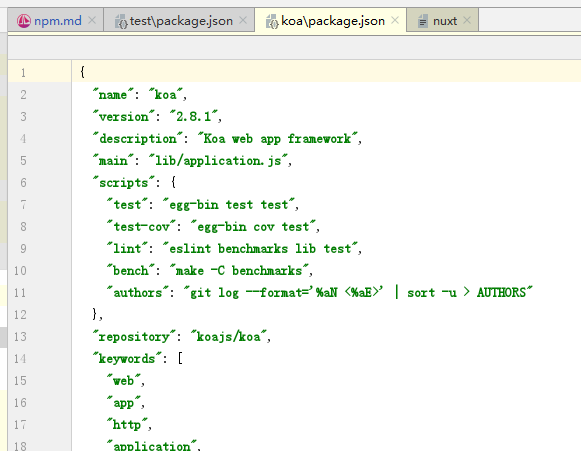 npm.md test\package.json koa\package.json nuxt
1 {
2 "name": "koa",
3 "version": "2.8.1",
4 "description": "Koa web app framework",
5 "main": "lib/application.js",
6 "scripts": {
7 "test": "egg-bin test test",
8 "test-cov": "egg-bin cov test",
9 "lint": "eslint benchmarks lib test",
10 "bench": "make -C benchmarks",
11 "authors": "git log --format='%aN <%aE>' | sort -u > AUTHORS"
12 },
13 "repository": "koajs/koa",
14 "keywords": [
15 "web",
16 "app",
17 "http",
18 "application",